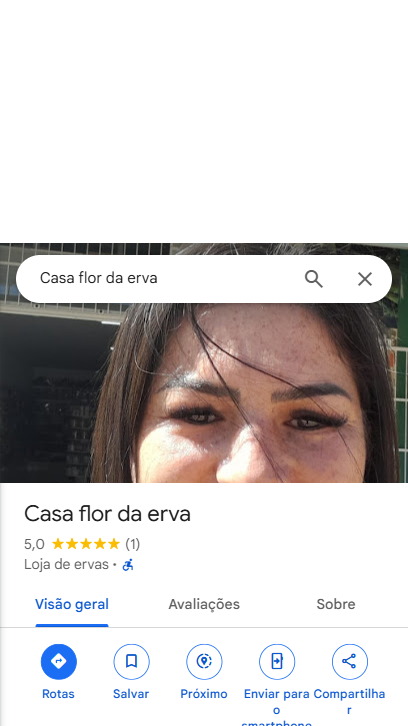 Casa flor da erva
Casa flor da erva
5,0 ★★★★★ (1)
Loja de ervas ·
Visão geral Avaliações Sobre
Rotas Salvar Próximo Enviar para Compartilha
o r
smartphone